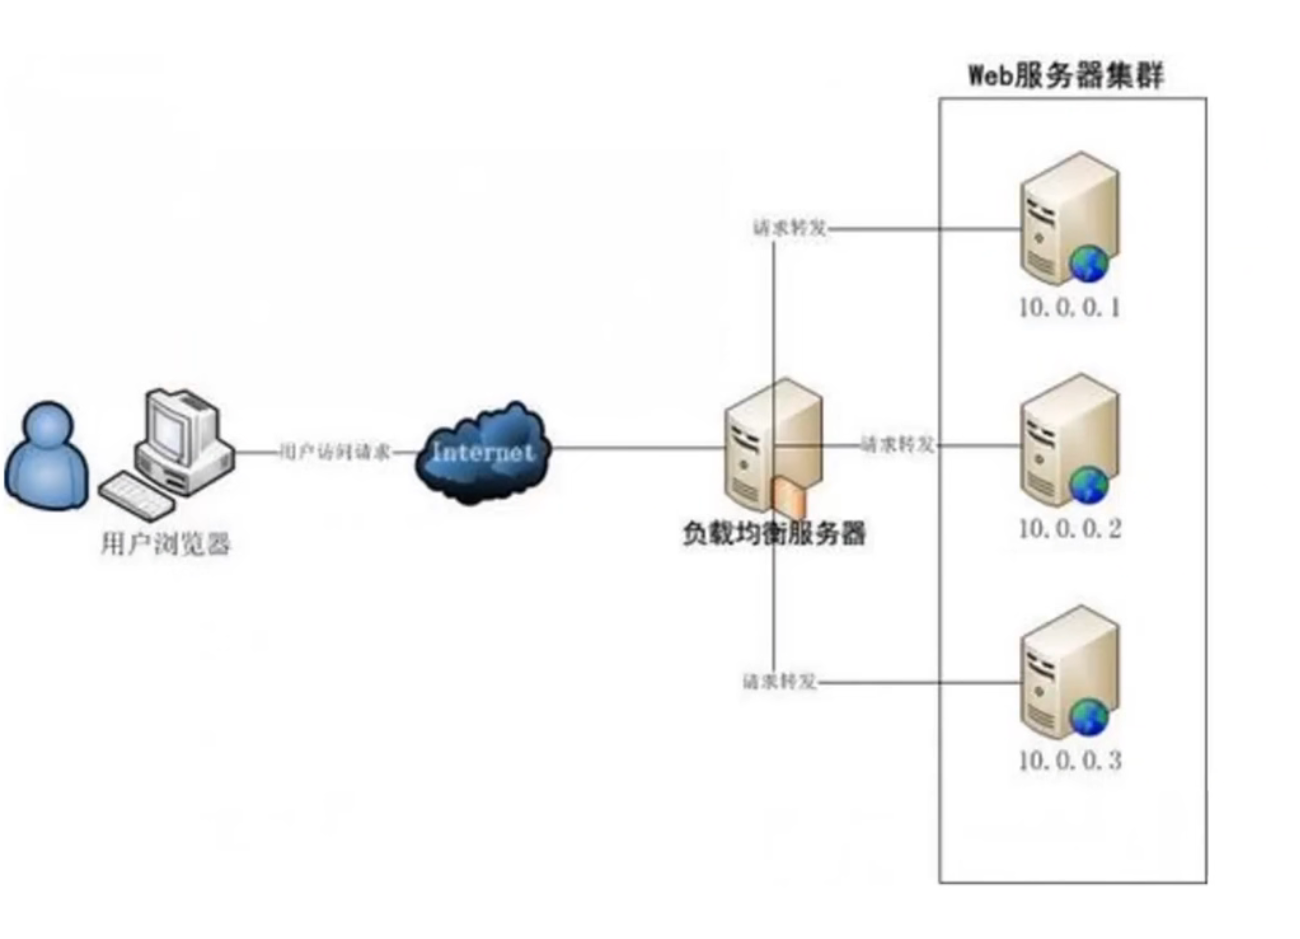 Web服务器集群
请求转发
10.0.0.1
用户访问请求
Internet
请求转发
用户浏览器
负载均衡服务器
10.0.0.2
请求转发
10.0.0.3